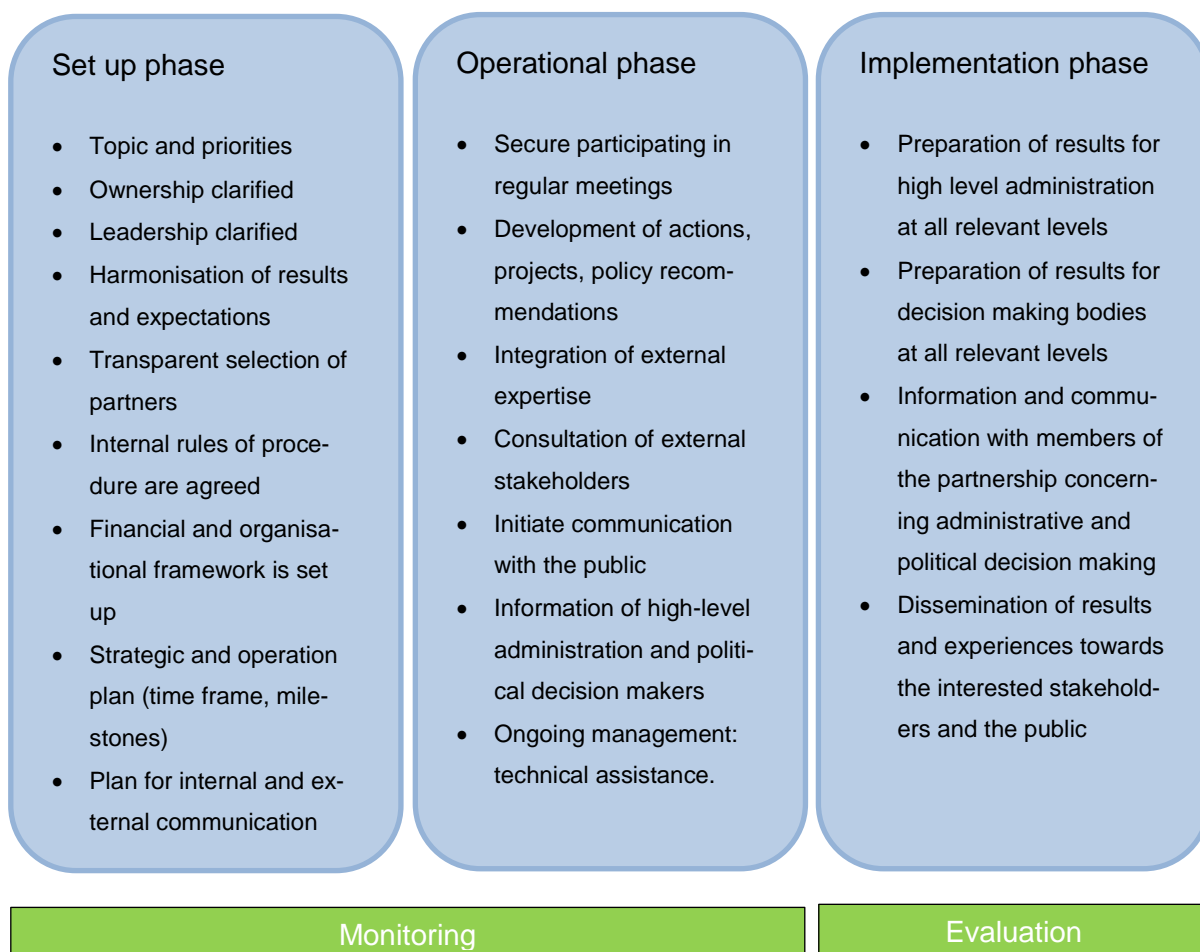 Set up phase
Topic and priorities
Ownership clarified
Leadership clarified
Harmonisation of results
and expectations
Transparent selection of
partners
Internal rules of proce-
dure are agreed
Financial and organisa-
tional framework is set
up
Strategic and operation
plan (time frame, mile-
stones)
Plan for internal and ex-
ternal communication
Operational phase
Secure participating in
regular meetings
Development of actions,
projects, policy recom-
mendations
Integration of external
expertise
Consultation of external
stakeholders
Initiate communication
with the public
Information of high-level
administration and politi-
cal decision makers
Ongoing management:
technical assistance.
Implementation phase
Preparation of results for
high level administration
at all relevant levels
Preparation of results for
decision making bodies
at all relevant levels
Information and commu-
nication with members of
the partnership concern-
ing administrative and
political decision making
Dissemination of results
and experiences towards
the interested stakehold-
ers and the public
Monitoring
Evaluation